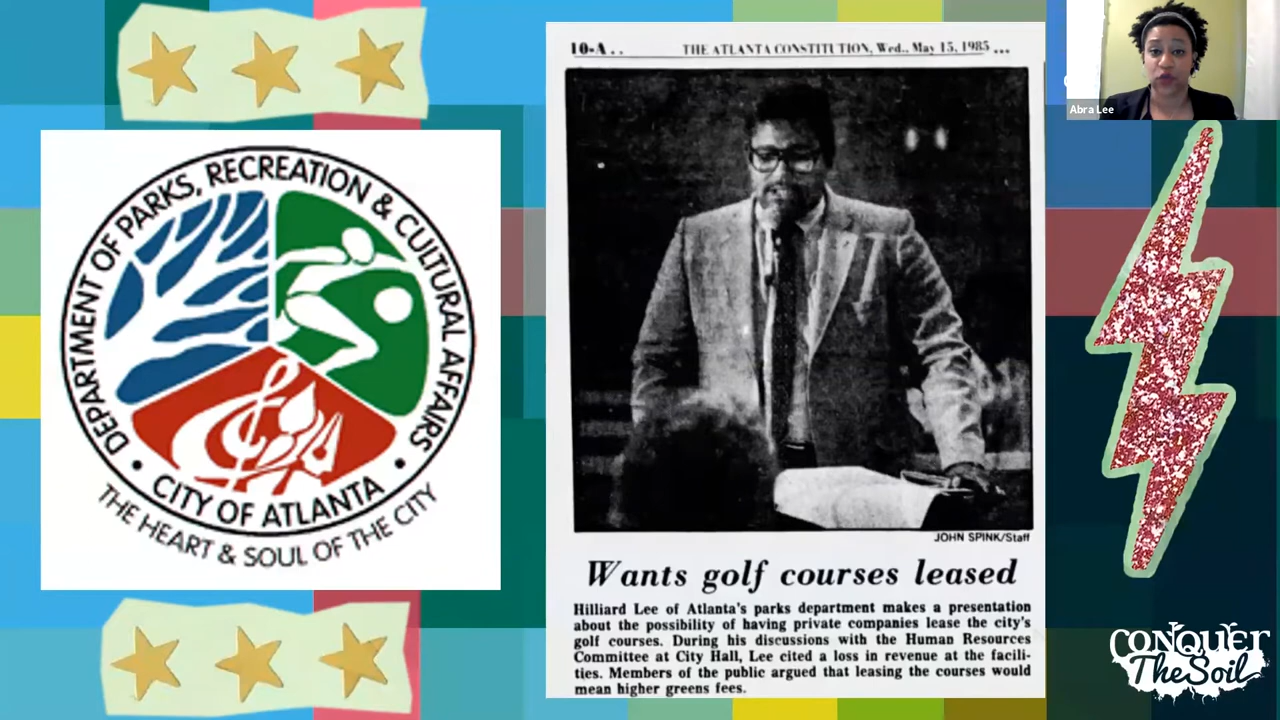 DEPARTMENT OF PARKS, RECREATION & CULTURAL AFFAIRS
• CITY OF ATLANTA •
THE HEART & SOUL OF THE CITY
10-A . .
THE ATLANTA CONSTITUTION, Wed., May 15, 1985 ...
JOHN SPINK/Staff
Wants golf courses leased
Hilliard Lee of Atlanta's parks department makes a presentation
about the possibility of having private companies lease the city's
golf courses. During his discussions with the Human Resources
Committee at City Hall, Lee cited a loss in revenue at the facili-
ties. Members of the public argued that leasing the courses would
mean higher greens fees.
Abra Lee
CONQUER
The Soil